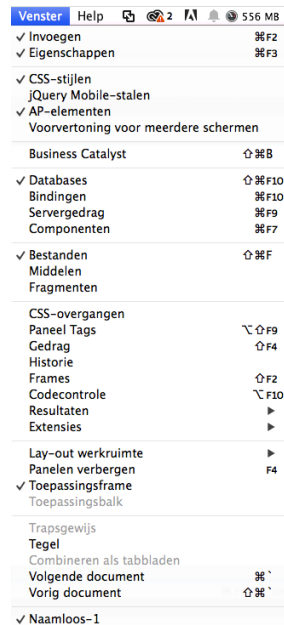 Venster Help 2 556 MB
✓ Invoegen ⌘F2
✓ Eigenschappen ⌘F3
✓ CSS-stijlen
jQuery Mobile-stalen
✓ AP-elementen
Voorvertoning voor meerdere schermen
Business Catalyst ⇧⌘B
✓ Databases ⇧⌘F10
Bindingen ⌘F10
Servergedrag ⌘F9
Componenten ⌘F7
✓ Bestanden ⇧⌘F
Middelen
Fragmenten
CSS-overgangen
Paneel Tags ⌥⇧F9
Gedrag ⇧F4
Historie
Frames ⇧F2
Codecontrole ⌥F10
Resultaten ▶
Extensies ▶
Lay-out werkruimte ▶
Panelen verbergen F4
✓ Toepassingsframe
Toepassingsbalk
Trapsgewijs
Tegel
Combineren als tabbladen
Volgende document ⌘`
Vorig document ⇧⌘`
✓ Naamloos-1